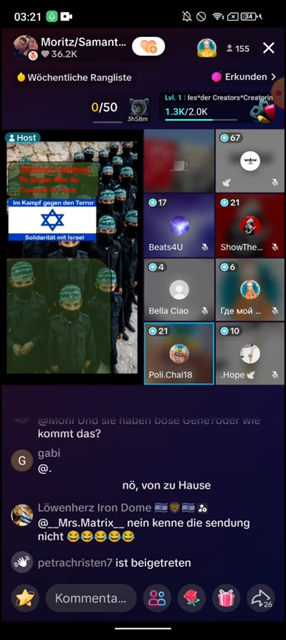 03:21
34
Moritz/Samant...
36.2K
155
Wöchentliche Rangliste
Erkunden
0/50
3h58m
Lvl. 1
les*der Creators*Creatorin
1.3K/2.0K
Host
Im Kampf gegen den Terror
Solidarität mit Israel
67
17
Beats4U
21
ShowThe...
4
Bella Ciao
6
Где мой ...
21
Poli.Chai18
10
.Hope
@Mohl Und sie haben böse Gene?oder wie
kommt das?
G
gabi
@.
nö, von zu Hause
Löwenherz Iron Dome
@__Mrs.Matrix__ nein kenne die sendung
nicht 😂😂😂😂😂
petrachristen7 ist beigetreten
Kommenta...
26